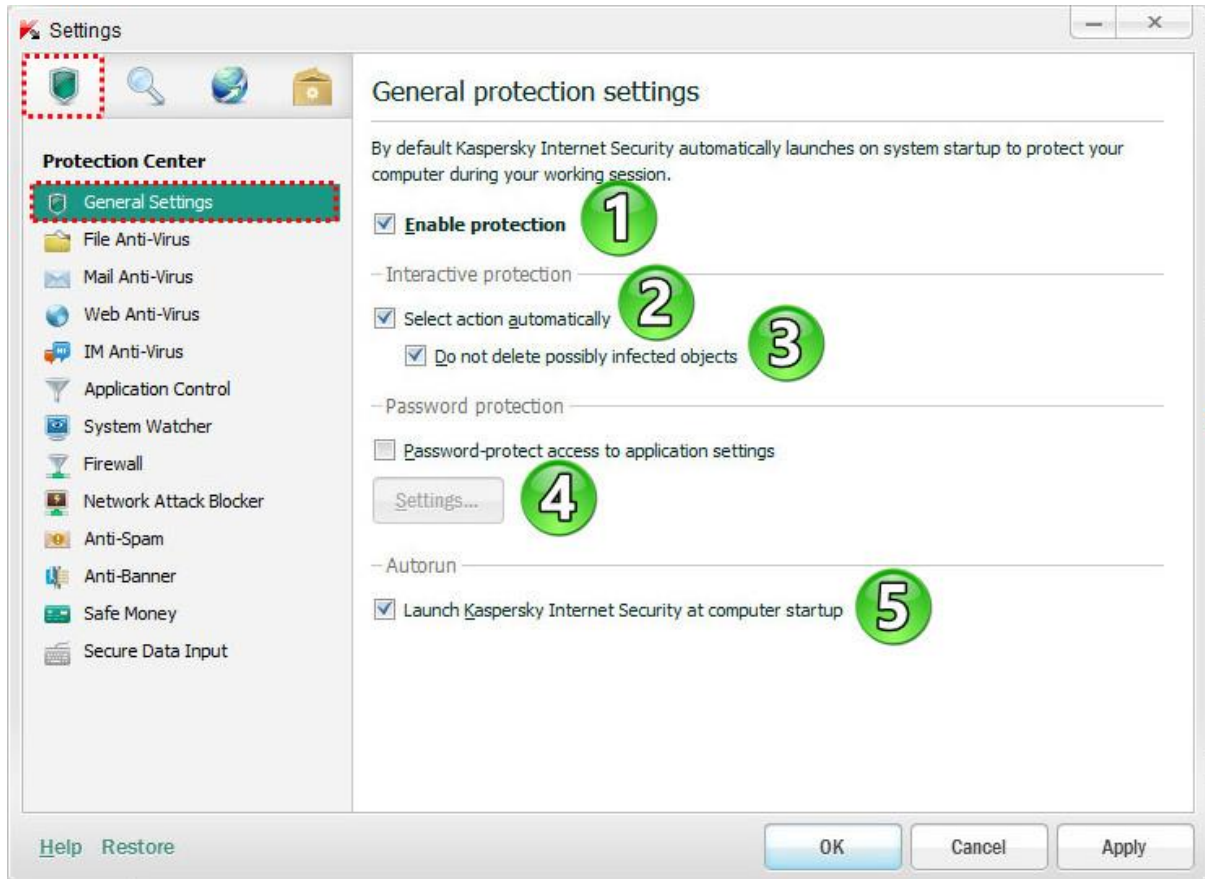 Settings
General protection settings
By default Kaspersky Internet Security automatically launches on system startup to protect your
computer during your working session.
Enable protection
1
Interactive protection
Select action automatically
2
Do not delete possibly infected objects
3
Password protection
Password-protect access to application settings
Settings...
4
Autorun
Launch Kaspersky Internet Security at computer startup
5
Protection Center
General Settings
File Anti-Virus
Mail Anti-Virus
Web Anti-Virus
IM Anti-Virus
Application Control
System Watcher
Firewall
Network Attack Blocker
Anti-Spam
Anti-Banner
Safe Money
Secure Data Input
Help Restore
OK Cancel Apply